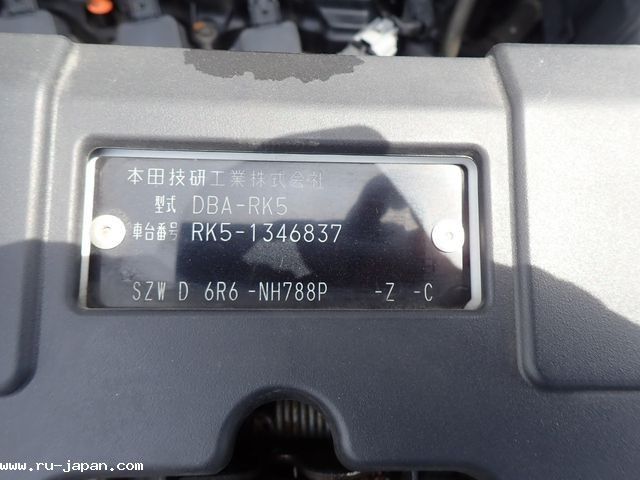 本田技研工業株式会社
型式 DBA-RK5
車台番号 RK5-1346837
SZW D 6R6 -NH788P -Z -C
www.ru-japan.com